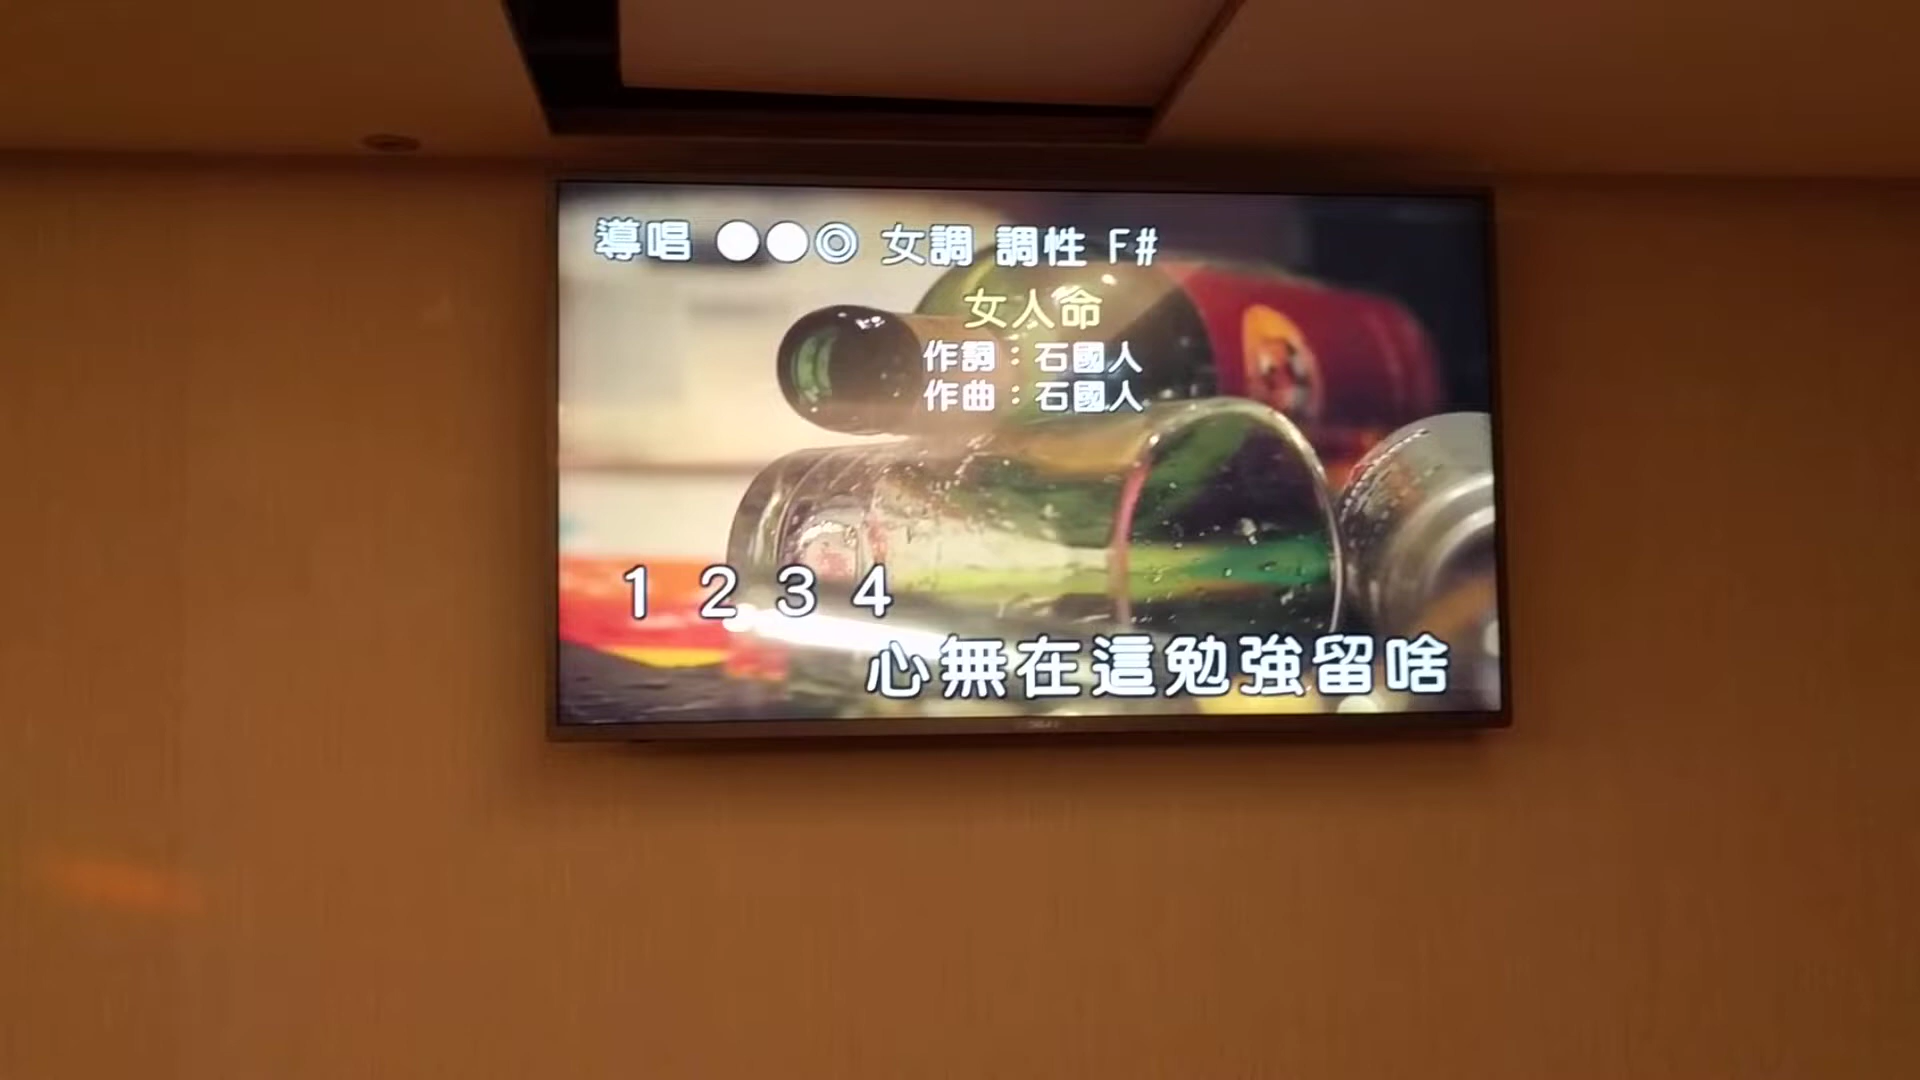 導唱 ●●◎ 女調 調性 F#
女人命
作詞：石國人
作曲：石國人
1 2 3 4
心無在這勉強留啥